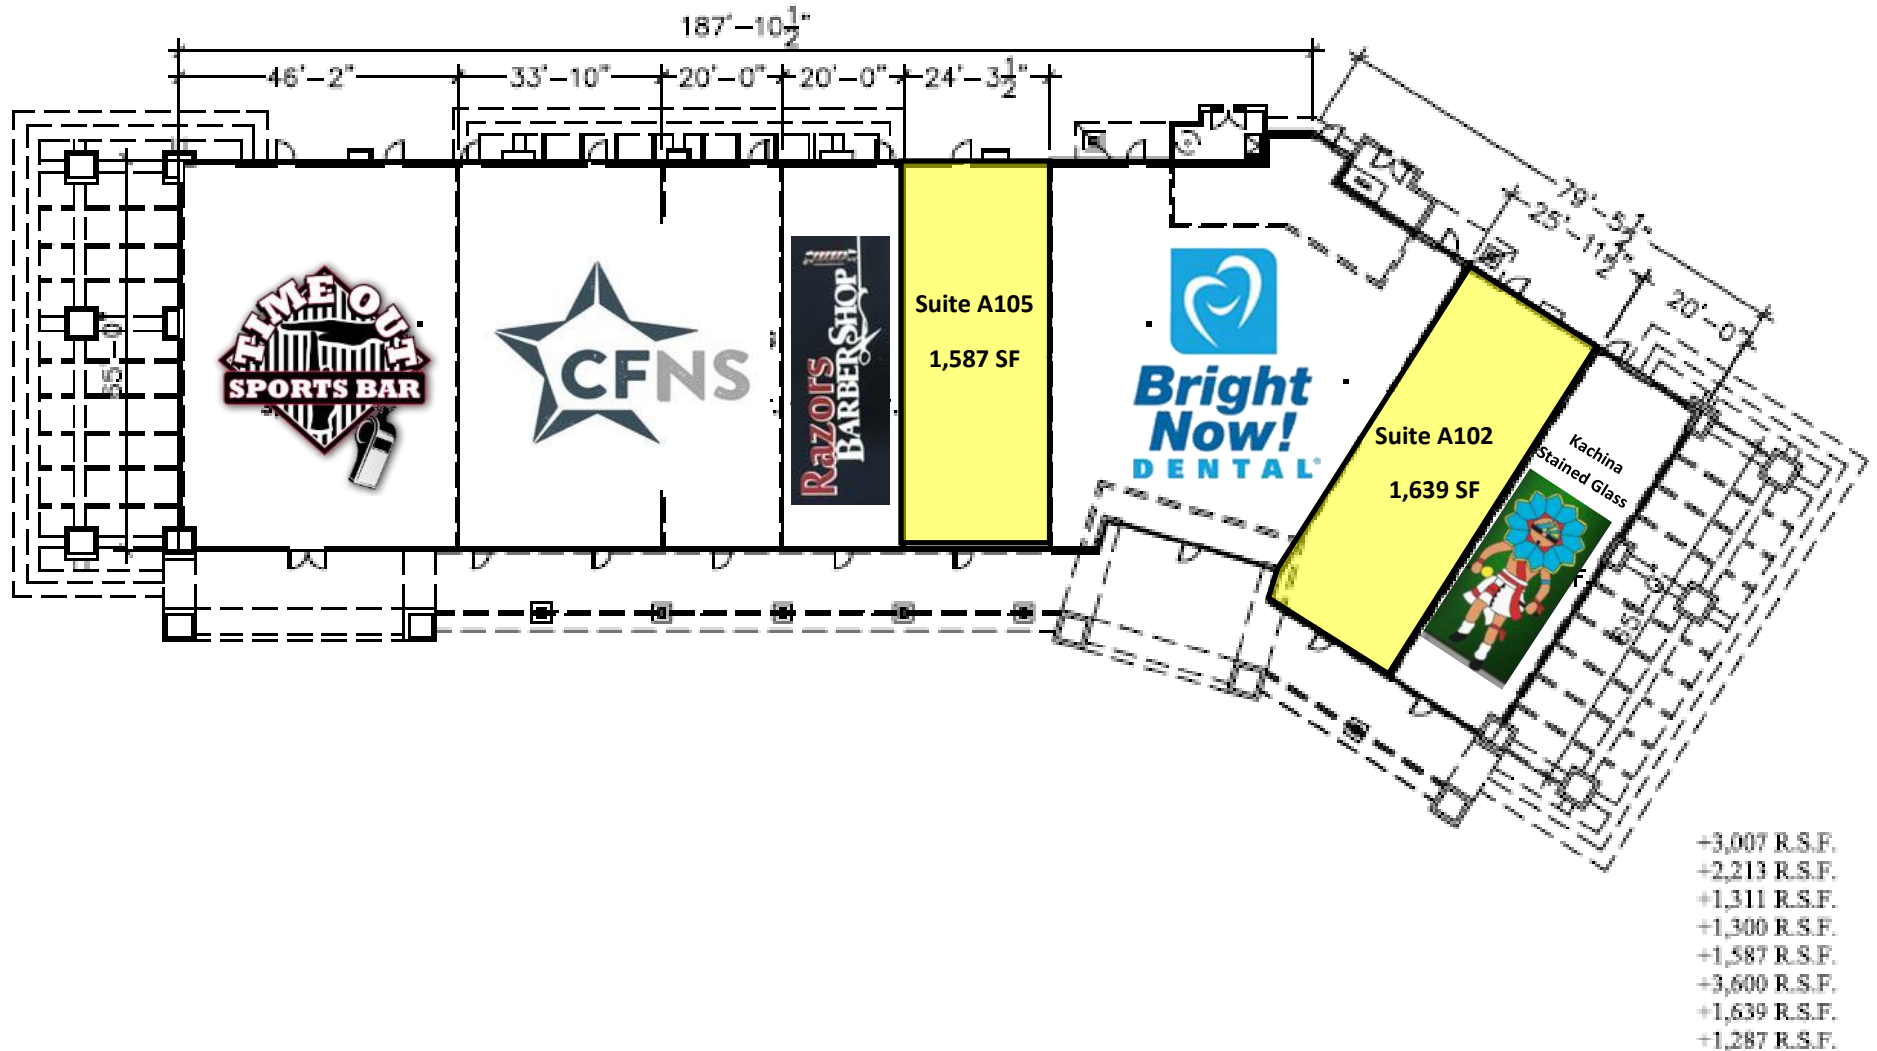 187'-10 1/2"
46'-2"
33'-10"
20'-0"
20'-0"
24'-3 1/2"
79'-5 1/4"
25'-11 1/2"
20'-0"
65'-0"
TIME OUT
SPORTS BAR
CFNS
Razors
BARBERSHOP
Suite A105
1,587 SF
Bright
Now!
DENTAL
Suite A102
1,639 SF
Kachina
Stained Glass
+3,007 R.S.F.
+2,213 R.S.F.
+1,311 R.S.F.
+1,300 R.S.F.
+1,587 R.S.F.
+3,600 R.S.F.
+1,639 R.S.F.
+1,287 R.S.F.